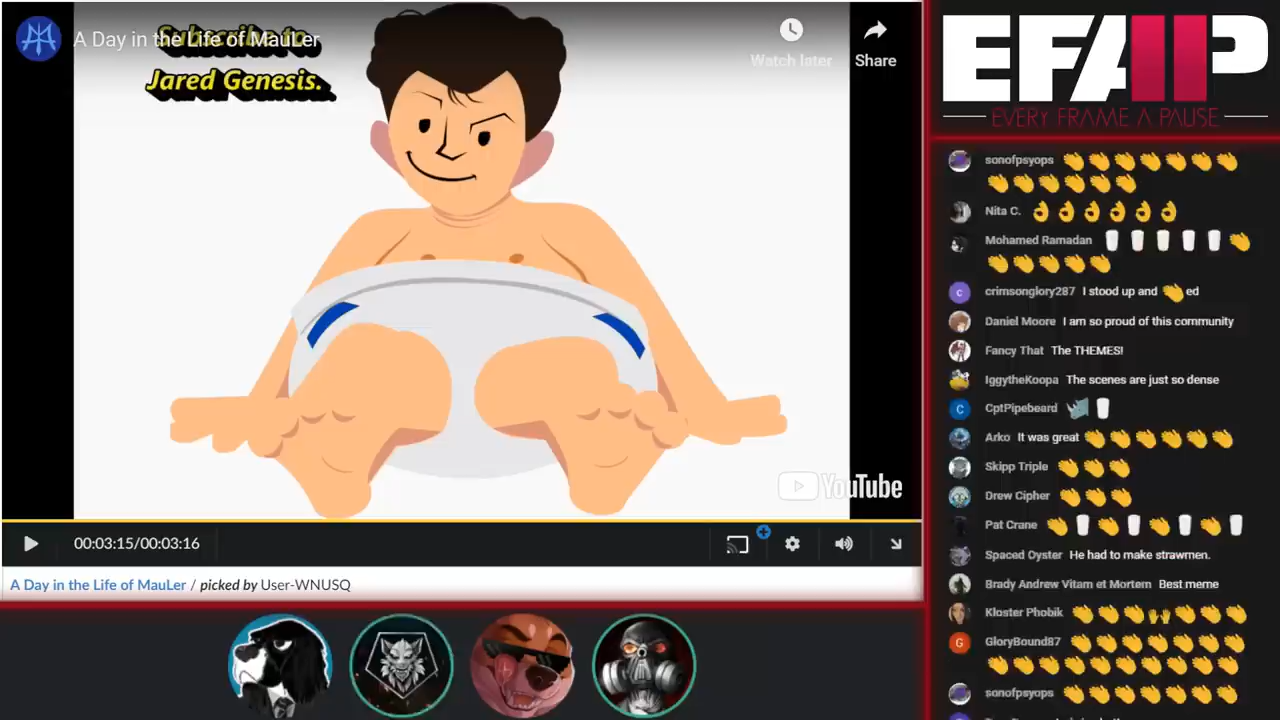 A Day in the Life of MauLer
Subscribe to
Jared Genesis.
Watch later
Share
YouTube
00:03:15/00:03:16
A Day in the Life of MauLer / picked by User-WNUSQ
EFAP
EVERY FRAME A PAUSE
sonofpsyops 👏👏👏👏👏👏👏
👏👏👏👏👏👏
Nita C. 👌👌👌👌👌👌
Mohamed Ramadan 🥛🥛🥛🥛🥛👏
👏👏👏👏👏
crimsonglory287 I stood up and 👏ed
Daniel Moore I am so proud of this community
Fancy That The THEMES!
IggytheKoopa The scenes are just so dense
CptPipebeard 🥛
Arko It was great 👏👏👏👏👏👏
Skipp Triple 👏👏👏
Drew Cipher 👏👏👏
Pat Crane 👏🥛👏🥛👏🥛👏🥛
Spaced Oyster He had to make strawmen.
Brady Andrew Vitam et Mortem Best meme
Kloster Phobik 👏👏👏🙌👏👏👏
GloryBound87 👏👏👏👏👏👏👏
👏👏👏👏👏👏👏👏👏👏
sonofpsyops 👏👏👏👏👏👏👏